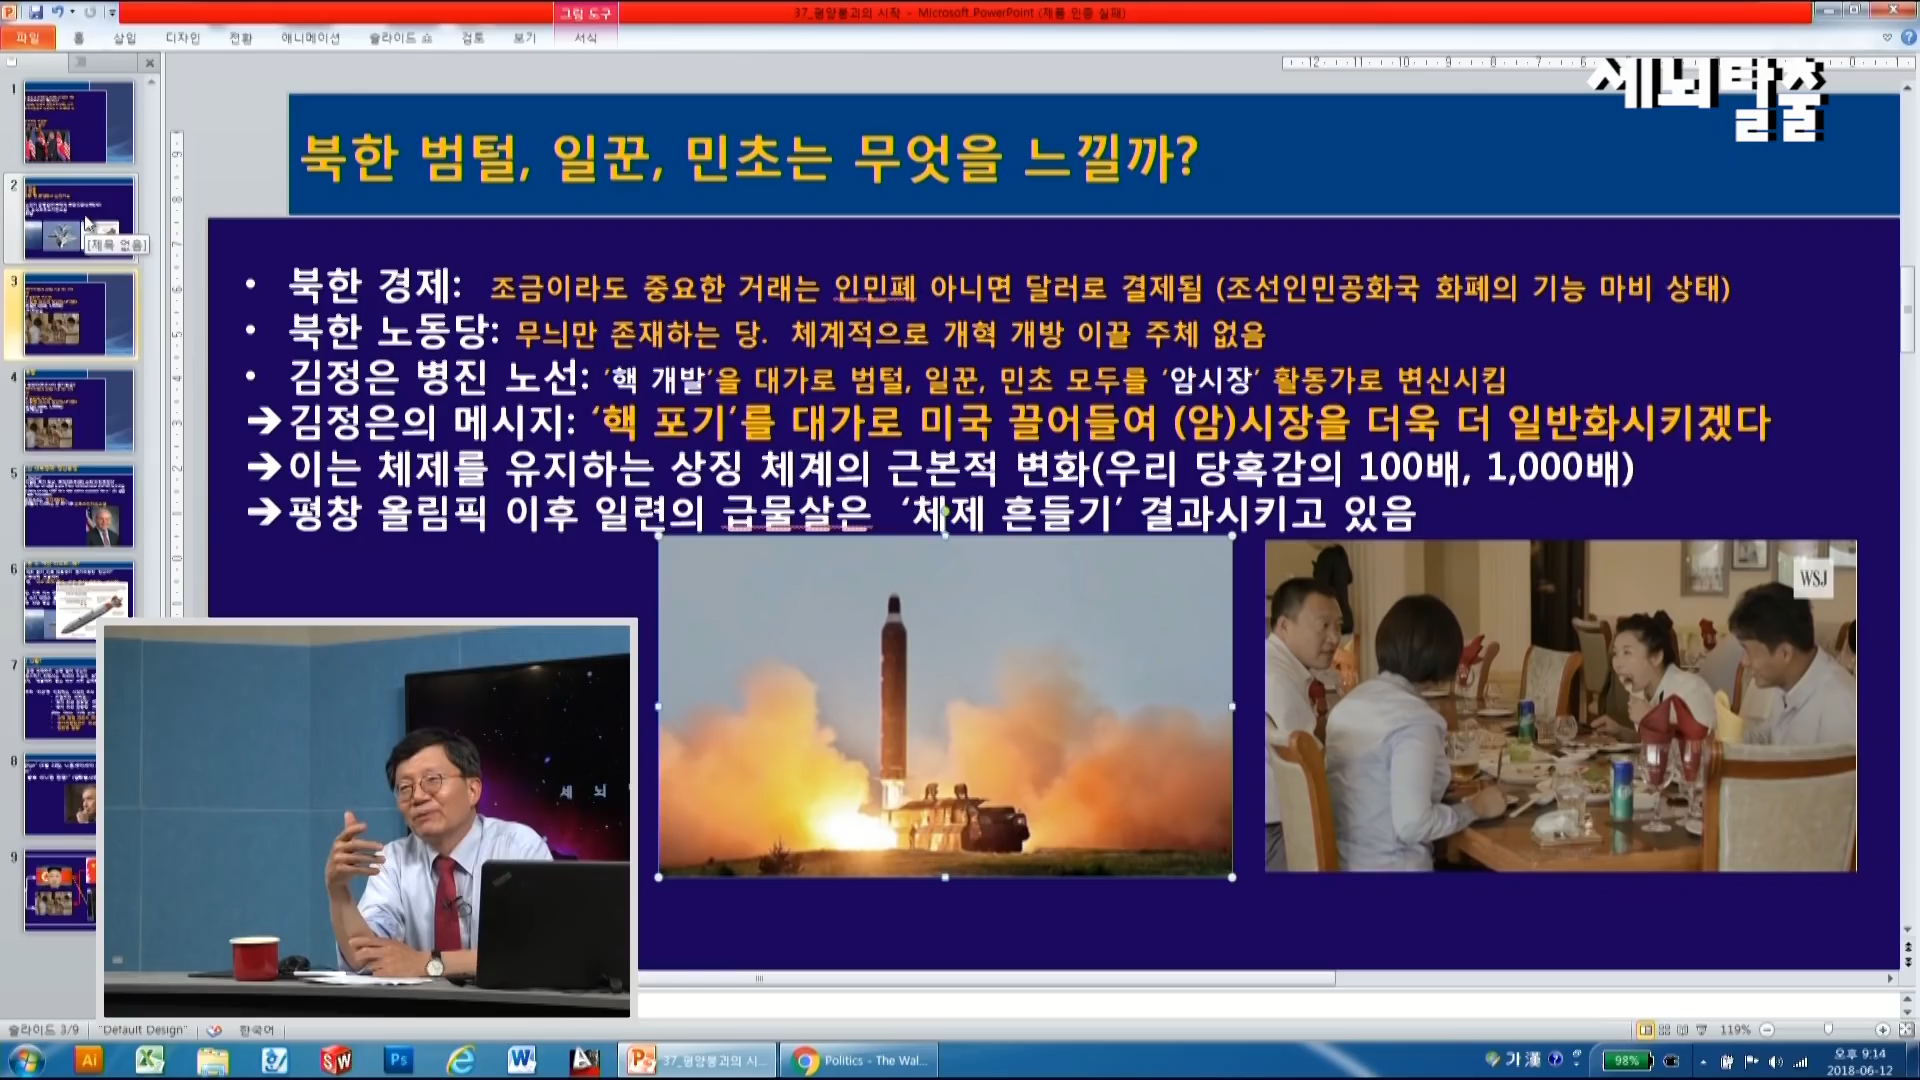 37_평양붕괴의 시작 - Microsoft PowerPoint (제품 인증 실패)
그림 도구
파일 홈 삽입 디자인 전환 애니메이션 슬라이드 쇼 검토 보기 서식
세뇌탈출
북한 범털, 일꾼, 민초는 무엇을 느낄까?
[제목 없음]
• 북한 경제: 조금이라도 중요한 거래는 인민폐 아니면 달러로 결제됨 (조선인민공화국 화폐의 기능 마비 상태)
• 북한 노동당: 무늬만 존재하는 당. 체계적으로 개혁 개방 이끌 주체 없음
• 김정은 병진 노선: ‘핵 개발’을 대가로 범털, 일꾼, 민초 모두를 ‘암시장’ 활동가로 변신시킴
➔김정은의 메시지: ‘핵 포기’를 대가로 미국 끌어들여 (암)시장을 더욱 더 일반화시키겠다
➔이는 체제를 유지하는 상징 체계의 근본적 변화(우리 당혹감의 100배, 1,000배)
➔평창 올림픽 이후 일련의 급물살은 ‘체제 흔들기’ 결과시키고 있음
WSJ
세 뇌
슬라이드 3/9 "Default Design" 한국어 119%
37_평양붕괴의 시... Politics - The Wal...
가 漢 98% 오후 9:14
2018-06-12